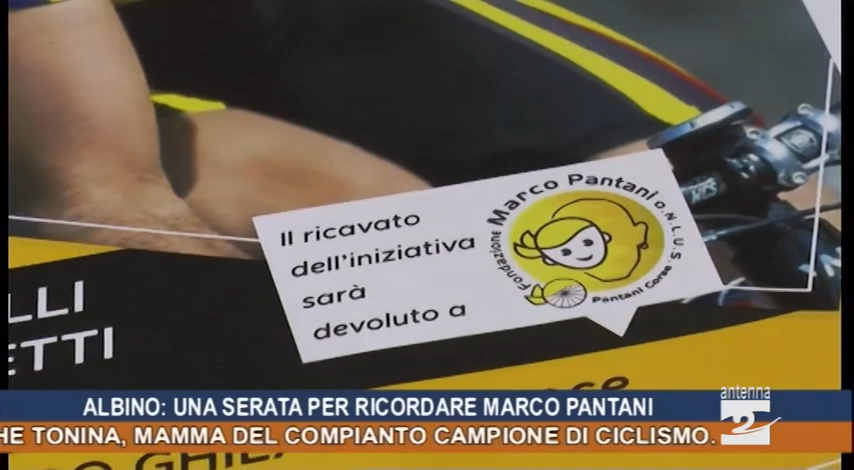 Il ricavato
dell'iniziativa
sarà
devoluto a
Fondazione Marco Pantani O.N.L.U.S.
Pantani Corse
LLI
ETTI
ALBINO: UNA SERATA PER RICORDARE MARCO PANTANI
antenna
2
HE TONINA, MAMMA DEL COMPIANTO CAMPIONE DI CICLISMO.